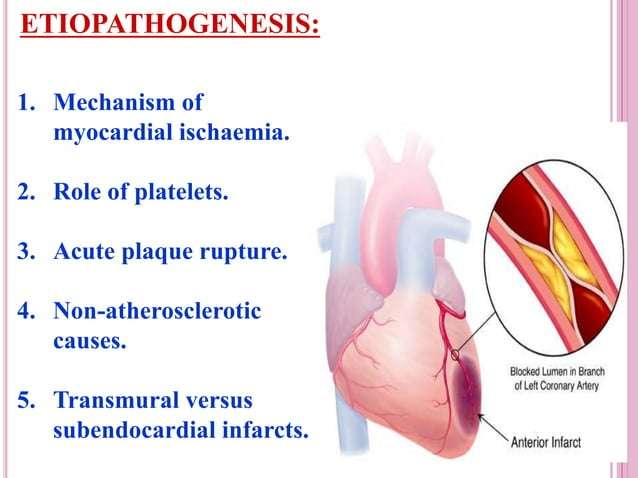 ETIOPATHOGENESIS:
1. Mechanism of
myocardial ischaemia.
2. Role of platelets.
3. Acute plaque rupture.
4. Non-atherosclerotic
causes.
5. Transmural versus
subendocardial infarcts.
Blocked Lumen in Branch
of Left Coronary Artery
Anterior Infarct